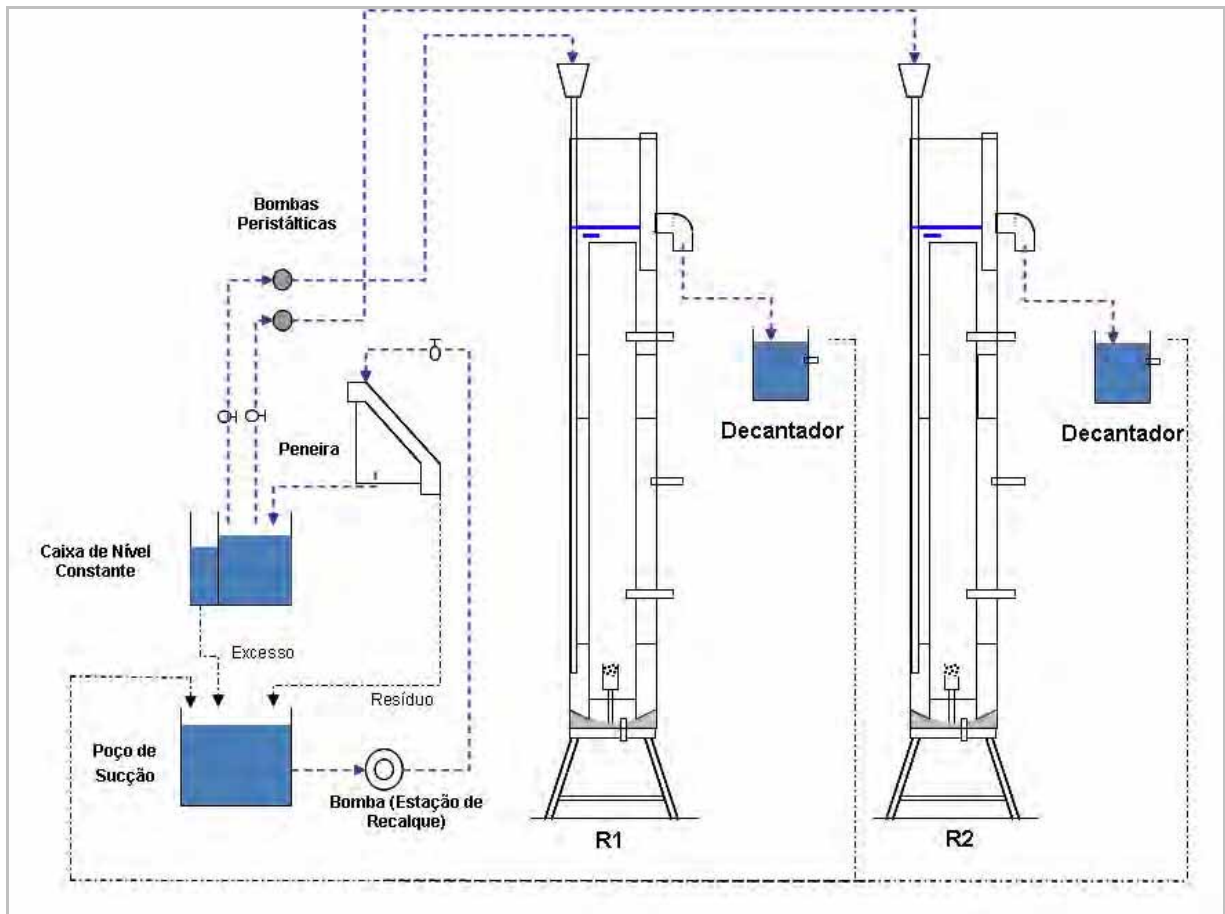 Bombas
Peristálticas
Peneira
Decantador
Decantador
Caixa de Nível
Constante
Excesso
Resíduo
Poço de
Sucção
Bomba (Estação de
Recalque)
R1
R2